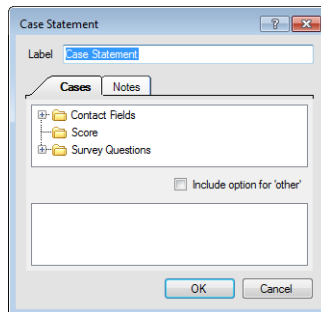 Case Statement
Label Case Statement
Cases Notes
Contact Fields
Score
Survey Questions
Include option for 'other'
OK Cancel